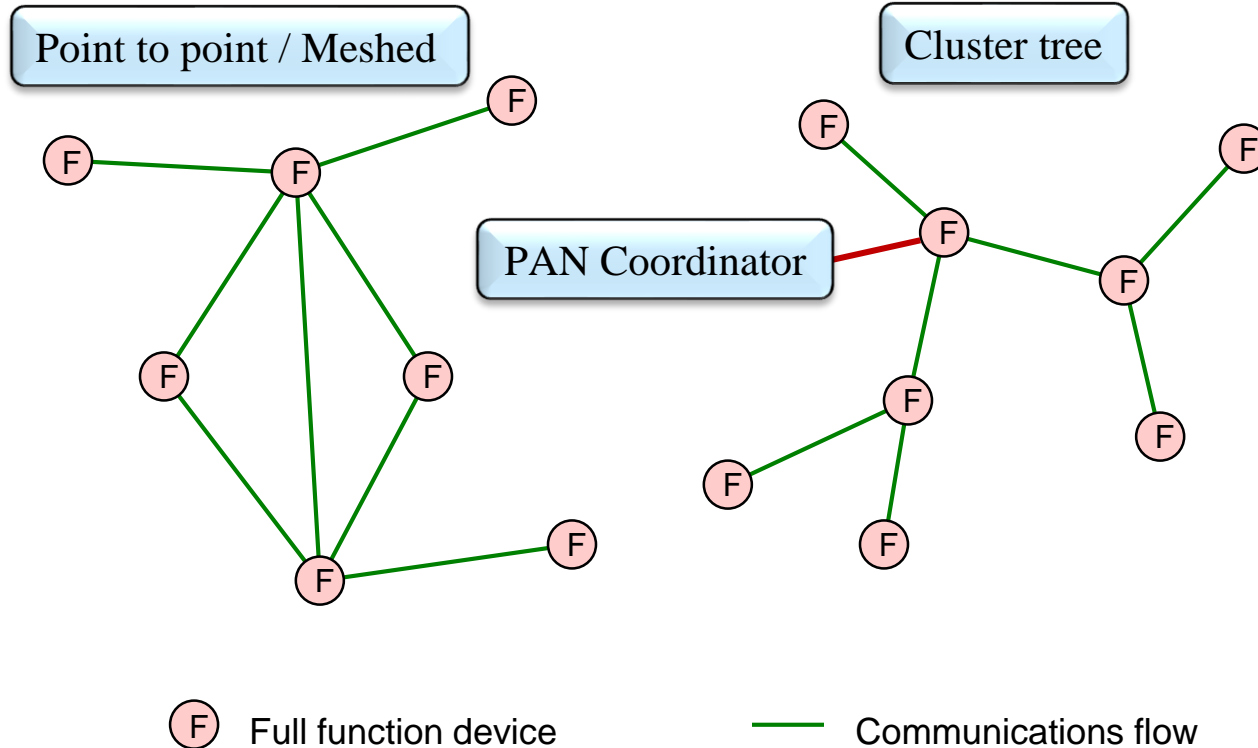 Point to point / Meshed
F
F
F
F
F
F
F
Cluster tree
F
F
F
PAN Coordinator
F
F
F
F
F
F Full function device
Communications flow